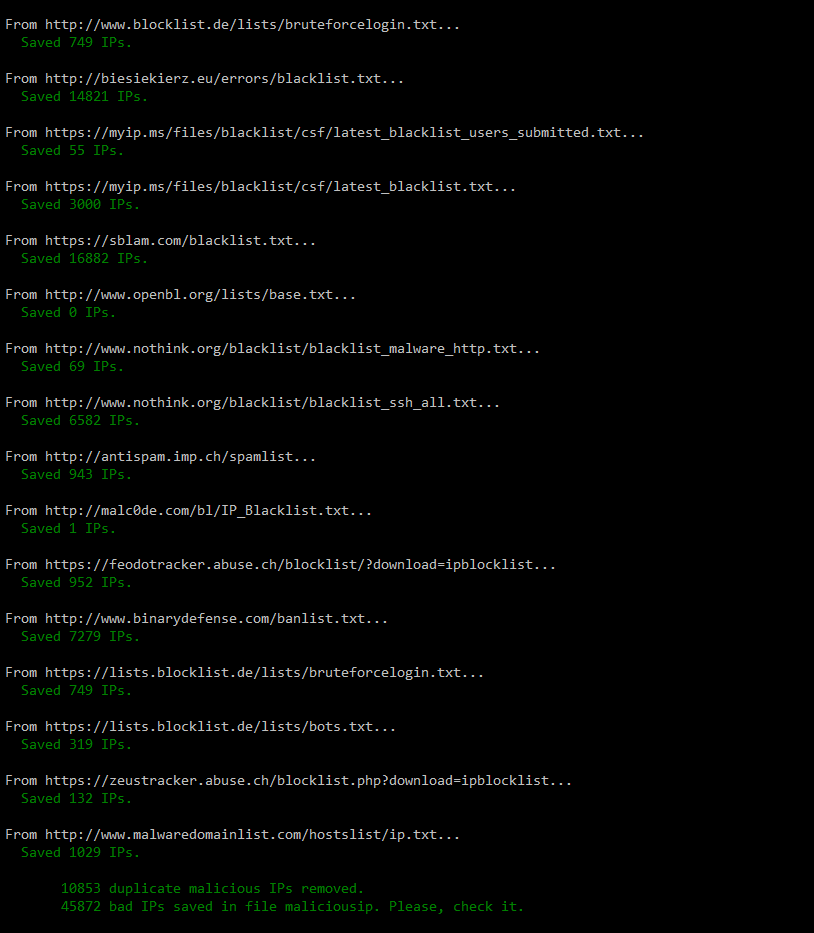 From http://www.blocklist.de/lists/bruteforcelogin.txt...
Saved 749 IPs.
From http://biesiekierz.eu/errors/blacklist.txt...
Saved 14821 IPs.
From https://myip.ms/files/blacklist/csf/latest_blacklist_users_submitted.txt...
Saved 55 IPs.
From https://myip.ms/files/blacklist/csf/latest_blacklist.txt...
Saved 3000 IPs.
From https://sblam.com/blacklist.txt...
Saved 16882 IPs.
From http://www.openbl.org/lists/base.txt...
Saved 0 IPs.
From http://www.nothink.org/blacklist/blacklist_malware_http.txt...
Saved 69 IPs.
From http://www.nothink.org/blacklist/blacklist_ssh_all.txt...
Saved 6582 IPs.
From http://antispam.imp.ch/spamlist...
Saved 943 IPs.
From http://malc0de.com/bl/IP_Blacklist.txt...
Saved 1 IPs.
From https://feodotracker.abuse.ch/blocklist/?download=ipblocklist...
Saved 952 IPs.
From http://www.binarydefense.com/banlist.txt...
Saved 7279 IPs.
From https://lists.blocklist.de/lists/bruteforcelogin.txt...
Saved 749 IPs.
From https://lists.blocklist.de/lists/bots.txt...
Saved 319 IPs.
From https://zeustracker.abuse.ch/blocklist.php?download=ipblocklist...
Saved 132 IPs.
From http://www.malwaredomainlist.com/hostslist/ip.txt...
Saved 1029 IPs.
10853 duplicate malicious IPs removed.
45872 bad IPs saved in file maliciousip. Please, check it.